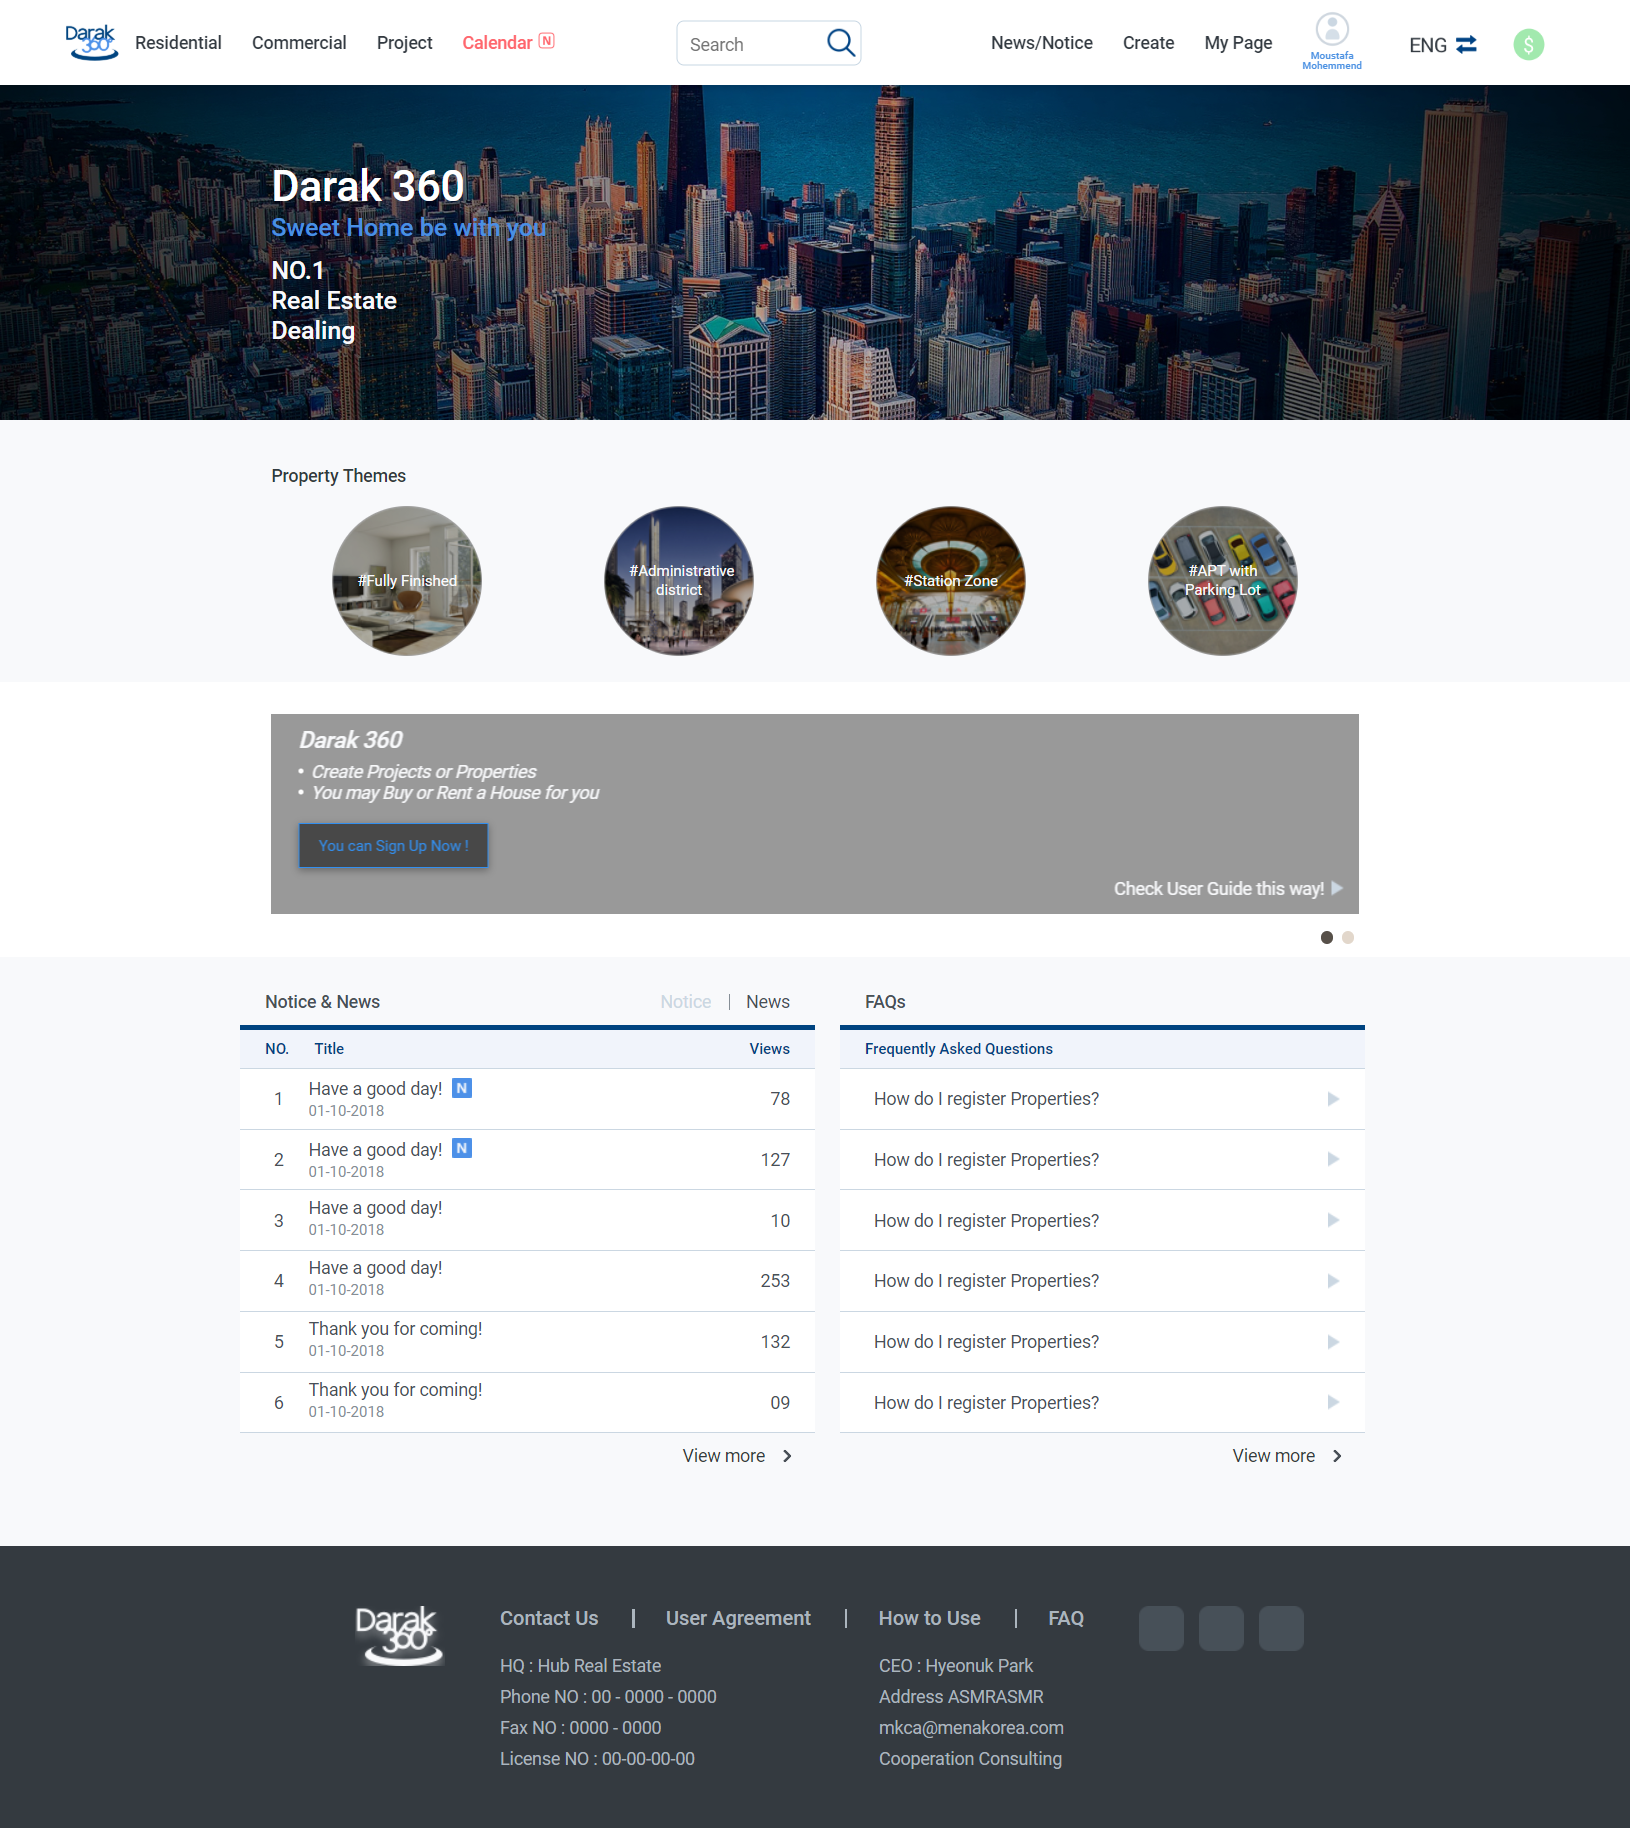 Darak 360°
Residential
Commercial
Project
Calendar N
Search
News/Notice
Create
My Page
Moustafa
Mohemmend
ENG
$
Darak 360
Sweet Home be with you
NO.1
Real Estate
Dealing
Property Themes
#Fully Finished
#Administrative
district
#Station Zone
#APT with
Parking Lot
Darak 360
• Create Projects or Properties
• You may Buy or Rent a House for you
You can Sign Up Now !
Check User Guide this way!
Notice & News
Notice | News
NO. Title Views
1 Have a good day! N 78
01-10-2018
2 Have a good day! N 127
01-10-2018
3 Have a good day! 10
01-10-2018
4 Have a good day! 253
01-10-2018
5 Thank you for coming! 132
01-10-2018
6 Thank you for coming! 09
01-10-2018
View more
FAQs
Frequently Asked Questions
How do I register Properties?
How do I register Properties?
How do I register Properties?
How do I register Properties?
How do I register Properties?
How do I register Properties?
View more
Darak 360°
Contact Us | User Agreement | How to Use | FAQ
HQ : Hub Real Estate
Phone NO : 00 - 0000 - 0000
Fax NO : 0000 - 0000
License NO : 00-00-00-00
CEO : Hyeonuk Park
Address ASMRASMR
mkca@menakorea.com
Cooperation Consulting